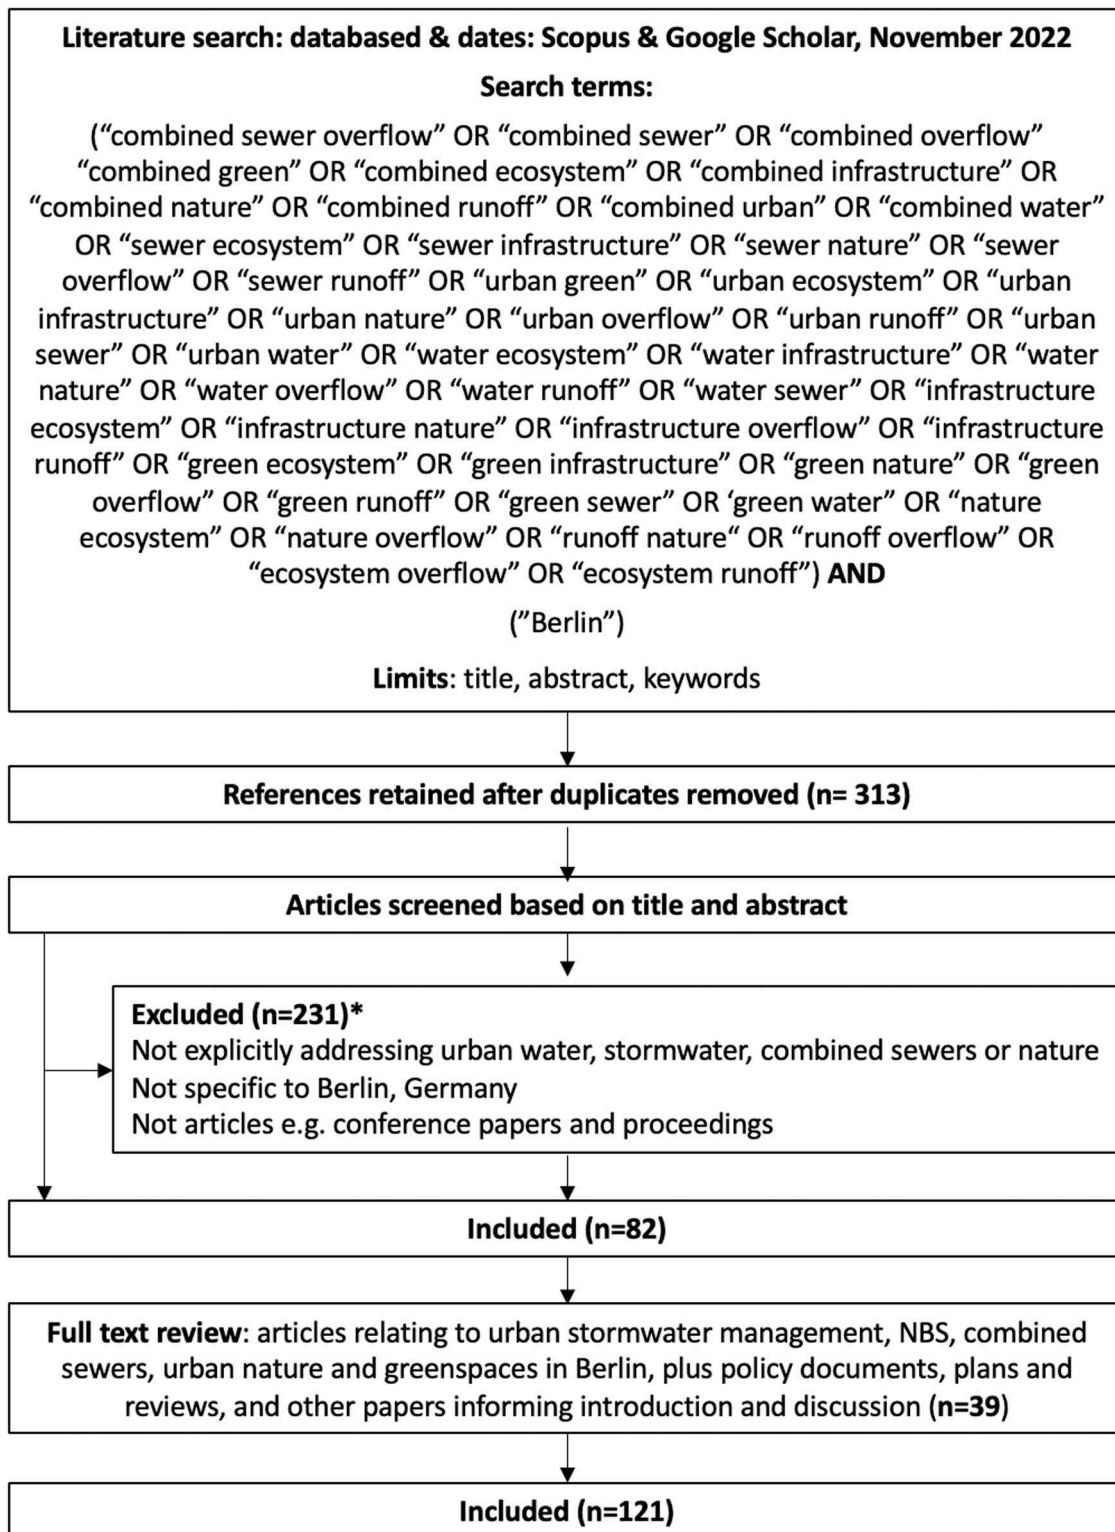 Literature search: databased & dates: Scopus & Google Scholar, November 2022
Search terms:
(“combined sewer overflow” OR “combined sewer” OR “combined overflow”
“combined green” OR “combined ecosystem” OR “combined infrastructure” OR
“combined nature” OR “combined runoff” OR “combined urban” OR “combined water”
OR “sewer ecosystem” OR “sewer infrastructure” OR “sewer nature” OR “sewer
overflow” OR “sewer runoff” OR “urban green” OR “urban ecosystem” OR “urban
infrastructure” OR “urban nature” OR “urban overflow” OR “urban runoff” OR “urban
sewer” OR “urban water” OR “water ecosystem” OR “water infrastructure” OR “water
nature” OR “water overflow” OR “water runoff” OR “water sewer” OR “infrastructure
ecosystem” OR “infrastructure nature” OR “infrastructure overflow” OR “infrastructure
runoff” OR “green ecosystem” OR “green infrastructure” OR “green nature” OR “green
overflow” OR “green runoff” OR “green sewer” OR ‘green water” OR “nature
ecosystem” OR “nature overflow” OR “runoff nature“ OR “runoff overflow” OR
“ecosystem overflow” OR “ecosystem runoff”) AND
(”Berlin”)
Limits: title, abstract, keywords
References retained after duplicates removed (n= 313)
Articles screened based on title and abstract
Excluded (n=231)*
Not explicitly addressing urban water, stormwater, combined sewers or nature
Not specific to Berlin, Germany
Not articles e.g. conference papers and proceedings
Included (n=82)
Full text review: articles relating to urban stormwater management, NBS, combined
sewers, urban nature and greenspaces in Berlin, plus policy documents, plans and
reviews, and other papers informing introduction and discussion (n=39)
Included (n=121)